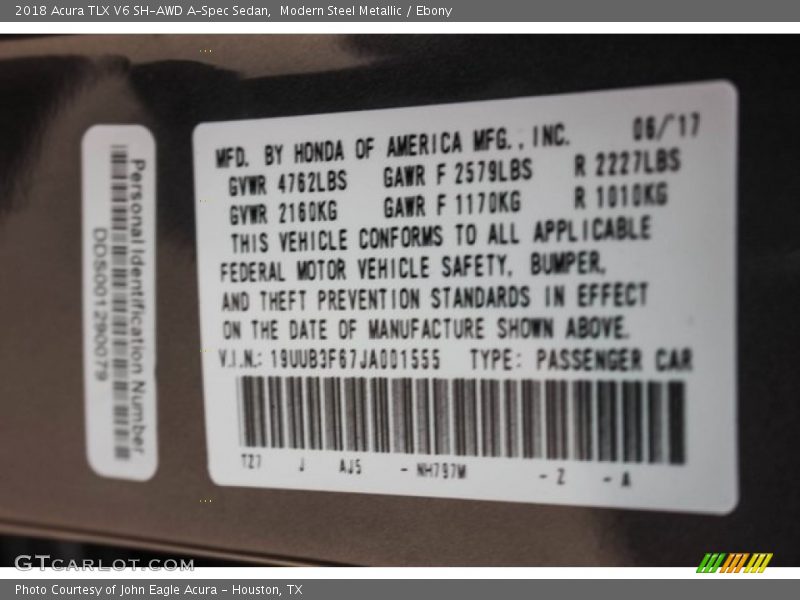 2018 Acura TLX V6 SH-AWD A-Spec Sedan, Modern Steel Metallic / Ebony
Personal Identification Number
DOS001290079
06/17
MFD. BY HONDA OF AMERICA MFG., INC.
GVWR 4762LBS GAWR F 2579LBS R 2227LBS
GVWR 2160KG GAWR F 1170KG R 1010KG
THIS VEHICLE CONFORMS TO ALL APPLICABLE
FEDERAL MOTOR VEHICLE SAFETY, BUMPER,
AND THEFT PREVENTION STANDARDS IN EFFECT
ON THE DATE OF MANUFACTURE SHOWN ABOVE.
V.I.N.: 19UUB3F67JA001555 TYPE: PASSENGER CAR
TZ7 J AJ5 - NH797M - Z - A
GTCARLOT.COM
Photo Courtesy of John Eagle Acura - Houston, TX